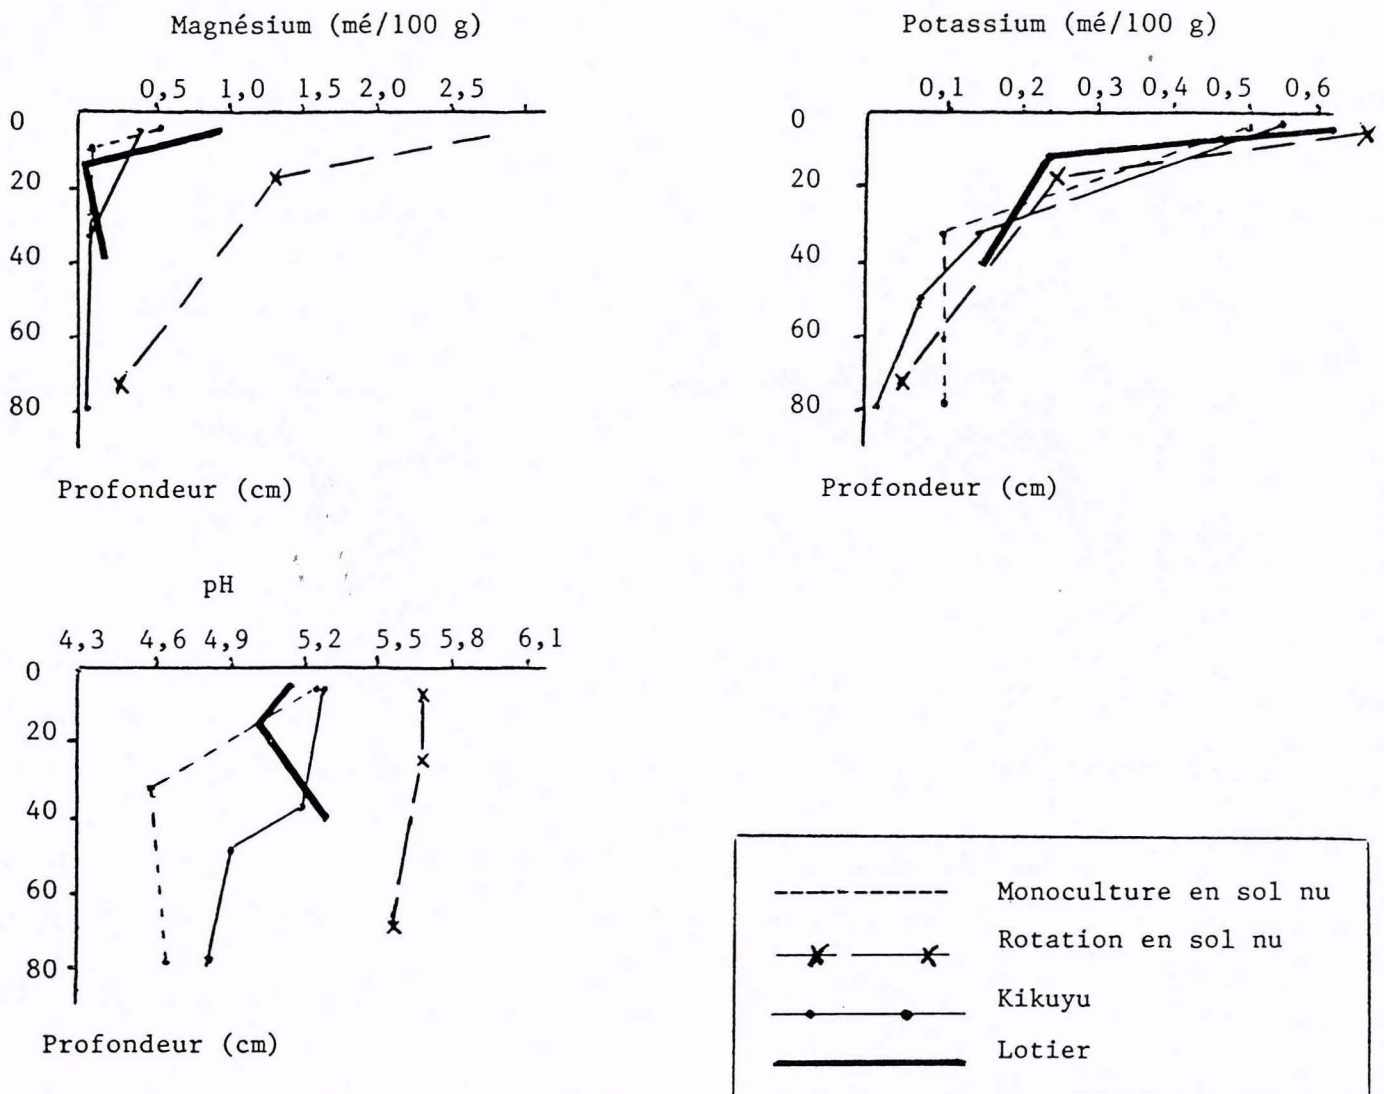 Magnésium (mé/100 g)
0,5 1,0 1,5 2,0 2,5
0
20
40
60
80
Profondeur (cm)
Potassium (mé/100 g)
0,1 0,2 0,3 0,4 0,5 0,6
0
20
40
60
80
Profondeur (cm)
pH
4,3 4,6 4,9 5,2 5,5 5,8 6,1
0
20
40
60
80
Profondeur (cm)
Monoculture en sol nu
Rotation en sol nu
Kikuyu
Lotier